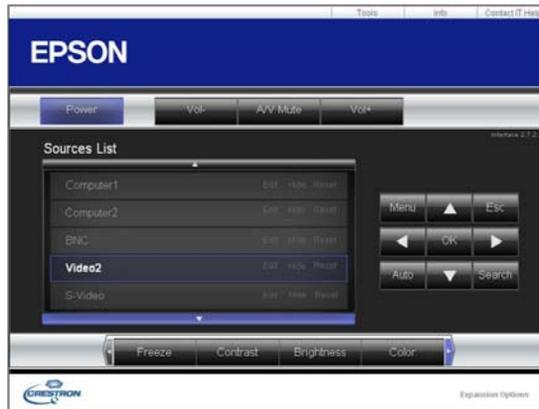 Tools Info Contact IT Help
EPSON
Power Vol- A/V Mute Vol+
Interface 2.7.2
Sources List
Computer1 Edit Hide Reset
Computer2 Edit Hide Reset
BNC Edit Hide Reset
Video2 Edit Hide Reset
S-Video Edit Hide Reset
Menu Esc
OK
Auto Search
Freeze Contrast Brightness Color
CRESTRON
Expansion Options